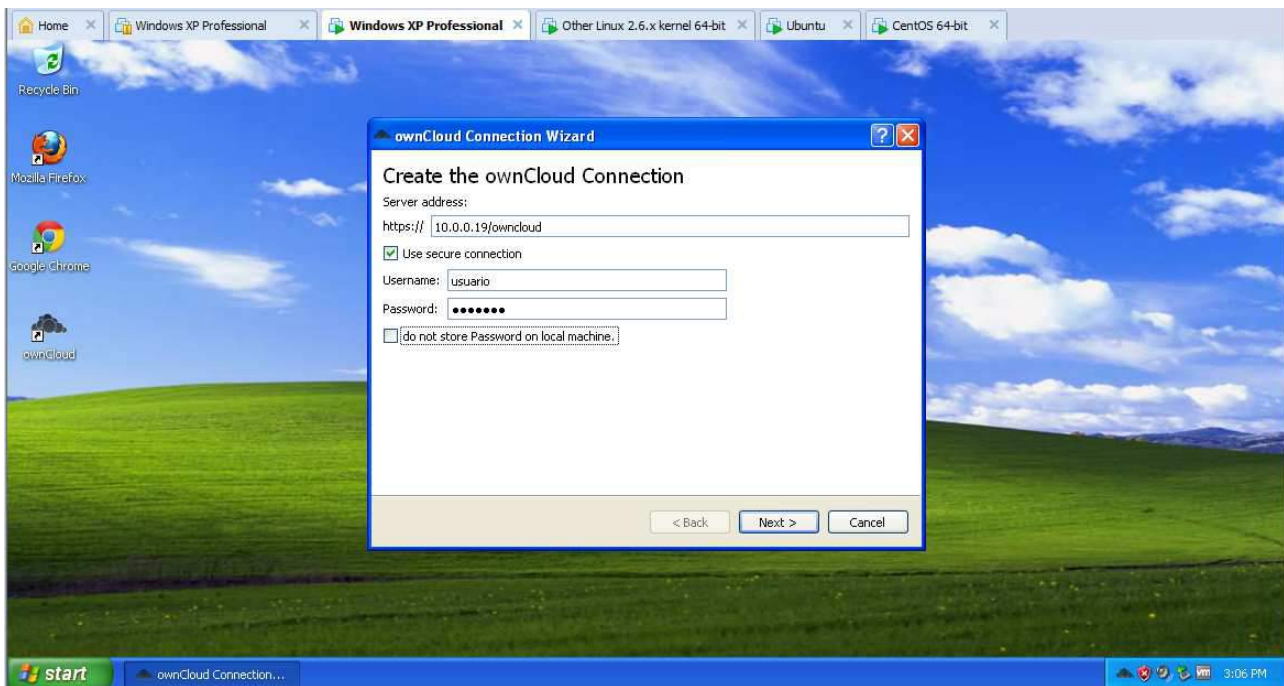 Home Windows XP Professional Windows XP Professional Other Linux 2.6.x kernel 64-bit Ubuntu CentOS 64-bit
Recycle Bin
Mozilla Firefox
Google Chrome
ownCloud
ownCloud Connection Wizard
Create the ownCloud Connection
Server address:
https:// 10.0.0.19/owncloud
Use secure connection
Username: usuario
Password: ●●●●●●●
do not store Password on local machine.
< Back Next > Cancel
start ownCloud Connection... vm 3:06 PM